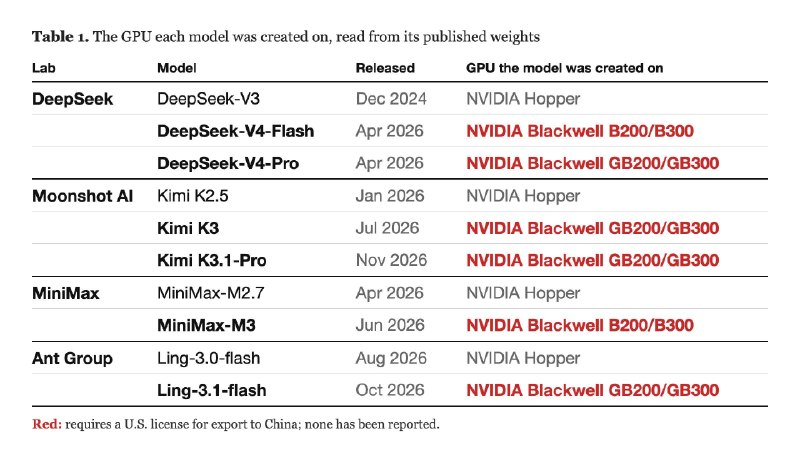 Table 1. The GPU each model was created on, read from its published weights
Lab Model Released GPU the model was created on
DeepSeek DeepSeek-V3 Dec 2024 NVIDIA Hopper
DeepSeek-V4-Flash Apr 2026 NVIDIA Blackwell B200/B300
DeepSeek-V4-Pro Apr 2026 NVIDIA Blackwell GB200/GB300
Moonshot AI Kimi K2.5 Jan 2026 NVIDIA Hopper
Kimi K3 Jul 2026 NVIDIA Blackwell GB200/GB300
Kimi K3.1-Pro Nov 2026 NVIDIA Blackwell GB200/GB300
MiniMax MiniMax-M2.7 Apr 2026 NVIDIA Hopper
MiniMax-M3 Jun 2026 NVIDIA Blackwell B200/B300
Ant Group Ling-3.0-flash Aug 2026 NVIDIA Hopper
Ling-3.1-flash Oct 2026 NVIDIA Blackwell GB200/GB300
Red: requires a U.S. license for export to China; none has been reported.